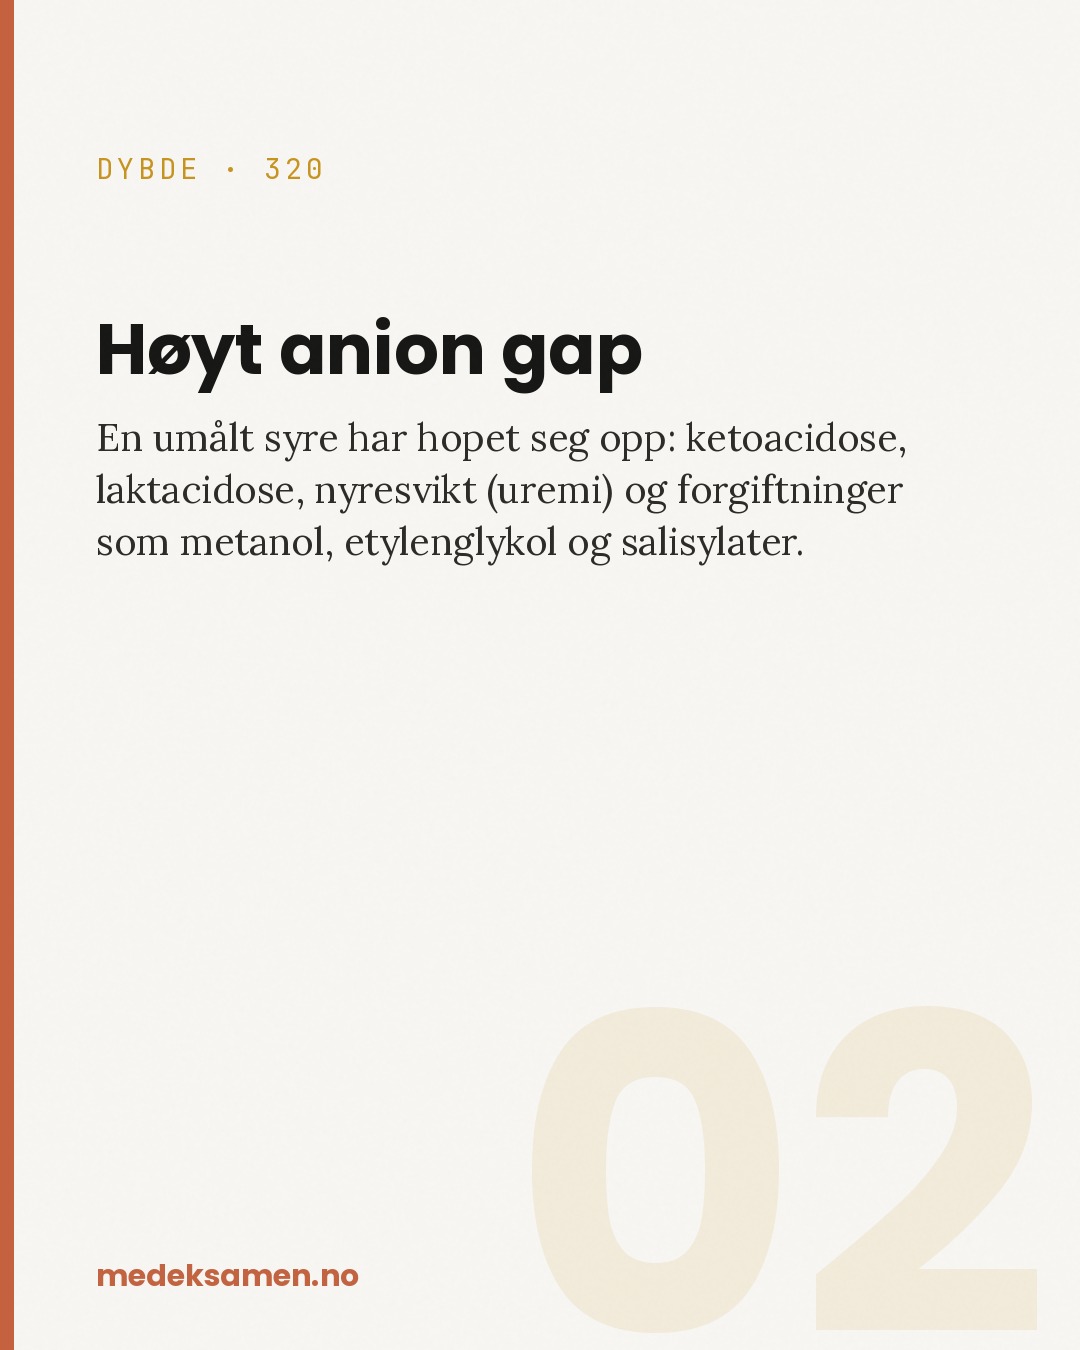 DYBDE · 320
Høyt anion gap
En umålt syre har hopet seg opp: ketoacidose,
laktacidose, nyresvikt (uremi) og forgiftninger
som metanol, etylenglykol og salisylater.
02
medeksamen.no